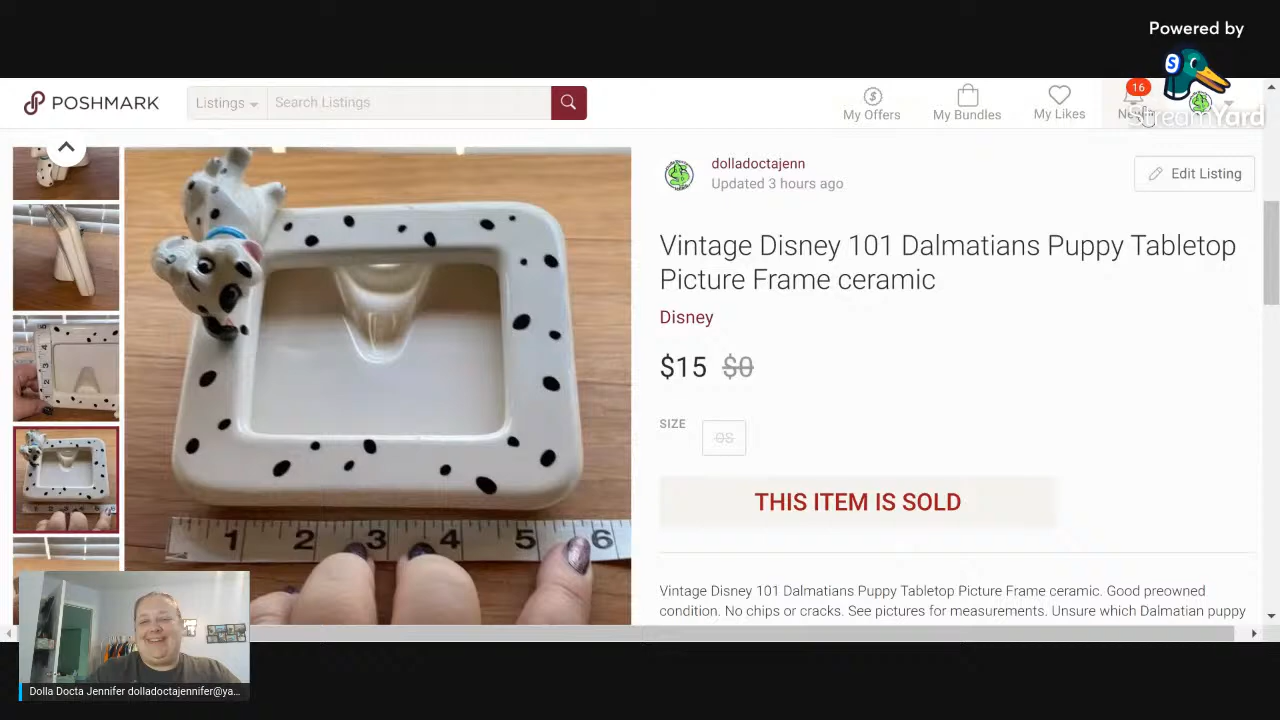 Powered by
StreamYard
POSHMARK
Listings
Search Listings
My Offers
My Bundles
My Likes
16
dolladoctajenn
Updated 3 hours ago
Edit Listing
Vintage Disney 101 Dalmatians Puppy Tabletop
Picture Frame ceramic
Disney
$15 $0
SIZE
OS
THIS ITEM IS SOLD
Vintage Disney 101 Dalmatians Puppy Tabletop Picture Frame ceramic. Good preowned
condition. No chips or cracks. See pictures for measurements. Unsure which Dalmatian puppy
1 2 3 4 5 6
Dolla Docta Jennifer dolladoctajennifer@ya...